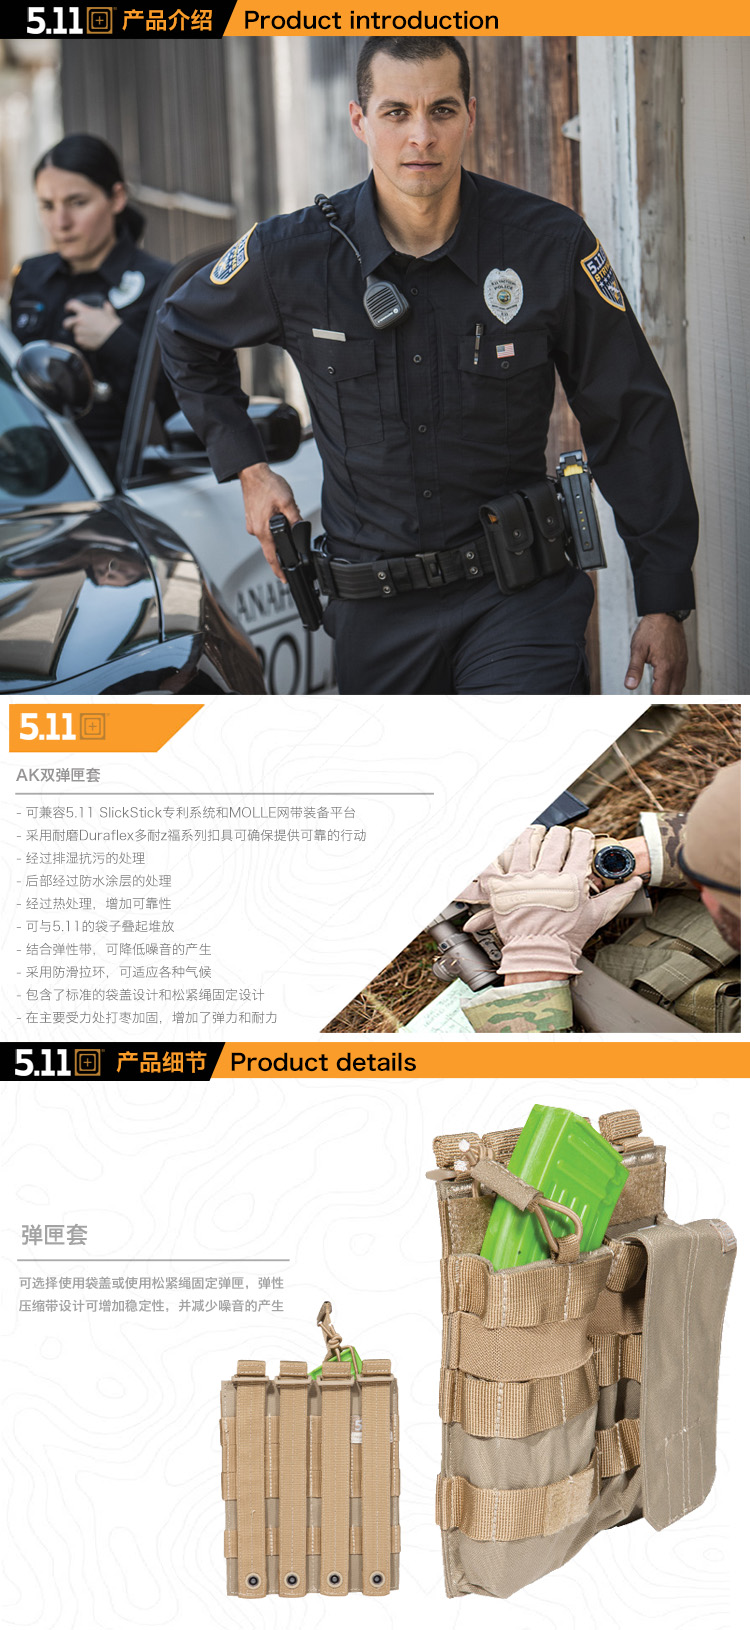 5.11 产品介绍 Product introduction
5.11
POLICE
ANAH
POL
5.11
AK双弹匣套
- 可兼容5.11 SlickStick专利系统和MOLLE网带装备平台
- 采用耐磨Duraflex多耐z福系列扣具可确保提供可靠的行动
- 经过排湿抗污的处理
- 后部经过防水涂层的处理
- 经过热处理，增加可靠性
- 可与5.11的袋子叠起堆放
- 结合弹性带，可降低噪音的产生
- 采用防滑拉环，可适应各种气候
- 包含了标准的袋盖设计和松紧绳固定设计
- 在主要受力处打枣加固，增加了弹力和耐力
5.11 产品细节 Product details
弹匣套
可选择使用袋盖或使用松紧绳固定弹匣，弹性
压缩带设计可增加稳定性，并减少噪音的产生